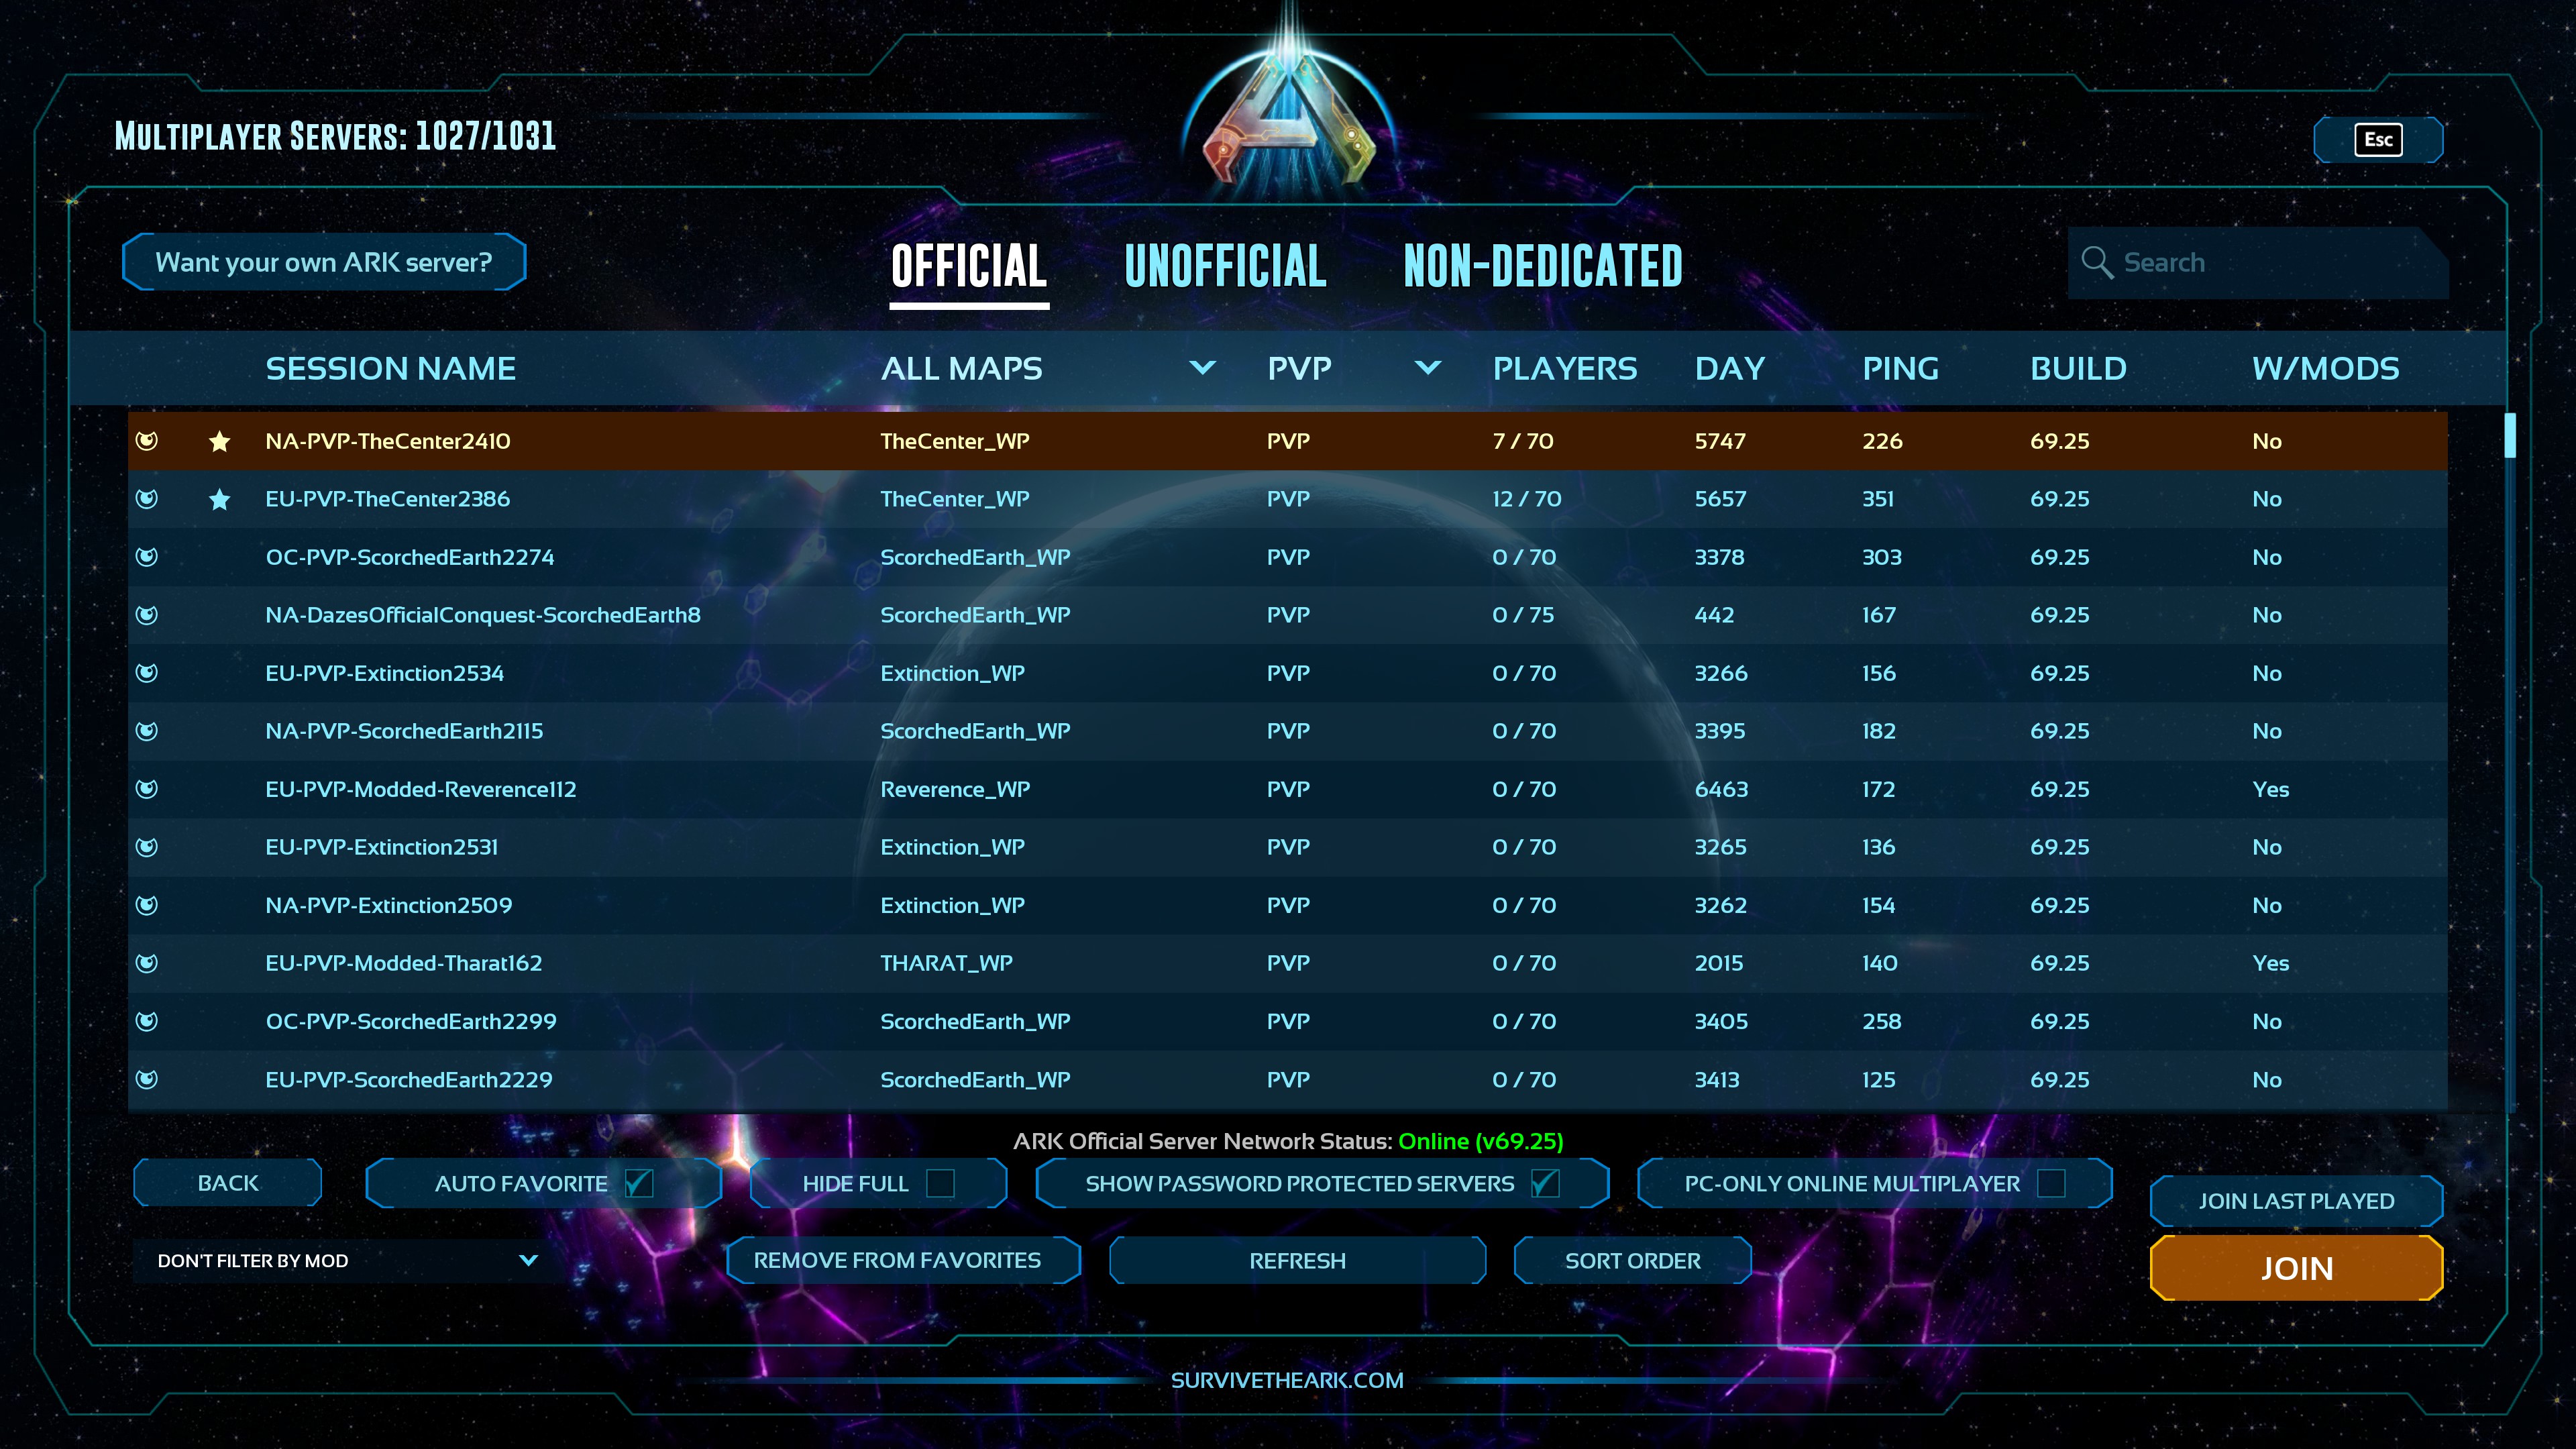 MULTIPLAYER SERVERS: 1027/1031
Esc
Want your own ARK server?
OFFICIAL UNOFFICIAL NON-DEDICATED
Search
SESSION NAME ALL MAPS PVP PLAYERS DAY PING BUILD W/MODS
NA-PVP-TheCenter2410 TheCenter_WP PVP 7 / 70 5747 226 69.25 No
EU-PVP-TheCenter2386 TheCenter_WP PVP 12 / 70 5657 351 69.25 No
OC-PVP-ScorchedEarth2274 ScorchedEarth_WP PVP 0 / 70 3378 303 69.25 No
NA-DazesOfficialConquest-ScorchedEarth8 ScorchedEarth_WP PVP 0 / 75 442 167 69.25 No
EU-PVP-Extinction2534 Extinction_WP PVP 0 / 70 3266 156 69.25 No
NA-PVP-ScorchedEarth2115 ScorchedEarth_WP PVP 0 / 70 3395 182 69.25 No
EU-PVP-Modded-Reverence112 Reverence_WP PVP 0 / 70 6463 172 69.25 Yes
EU-PVP-Extinction2531 Extinction_WP PVP 0 / 70 3265 136 69.25 No
NA-PVP-Extinction2509 Extinction_WP PVP 0 / 70 3262 154 69.25 No
EU-PVP-Modded-Tharat162 THARAT_WP PVP 0 / 70 2015 140 69.25 Yes
OC-PVP-ScorchedEarth2299 ScorchedEarth_WP PVP 0 / 70 3405 258 69.25 No
EU-PVP-ScorchedEarth2229 ScorchedEarth_WP PVP 0 / 70 3413 125 69.25 No
ARK Official Server Network Status: Online (v69.25)
BACK AUTO FAVORITE HIDE FULL SHOW PASSWORD PROTECTED SERVERS PC-ONLY ONLINE MULTIPLAYER JOIN LAST PLAYED
DON'T FILTER BY MOD REMOVE FROM FAVORITES REFRESH SORT ORDER JOIN
SURVIVETHEARK.COM